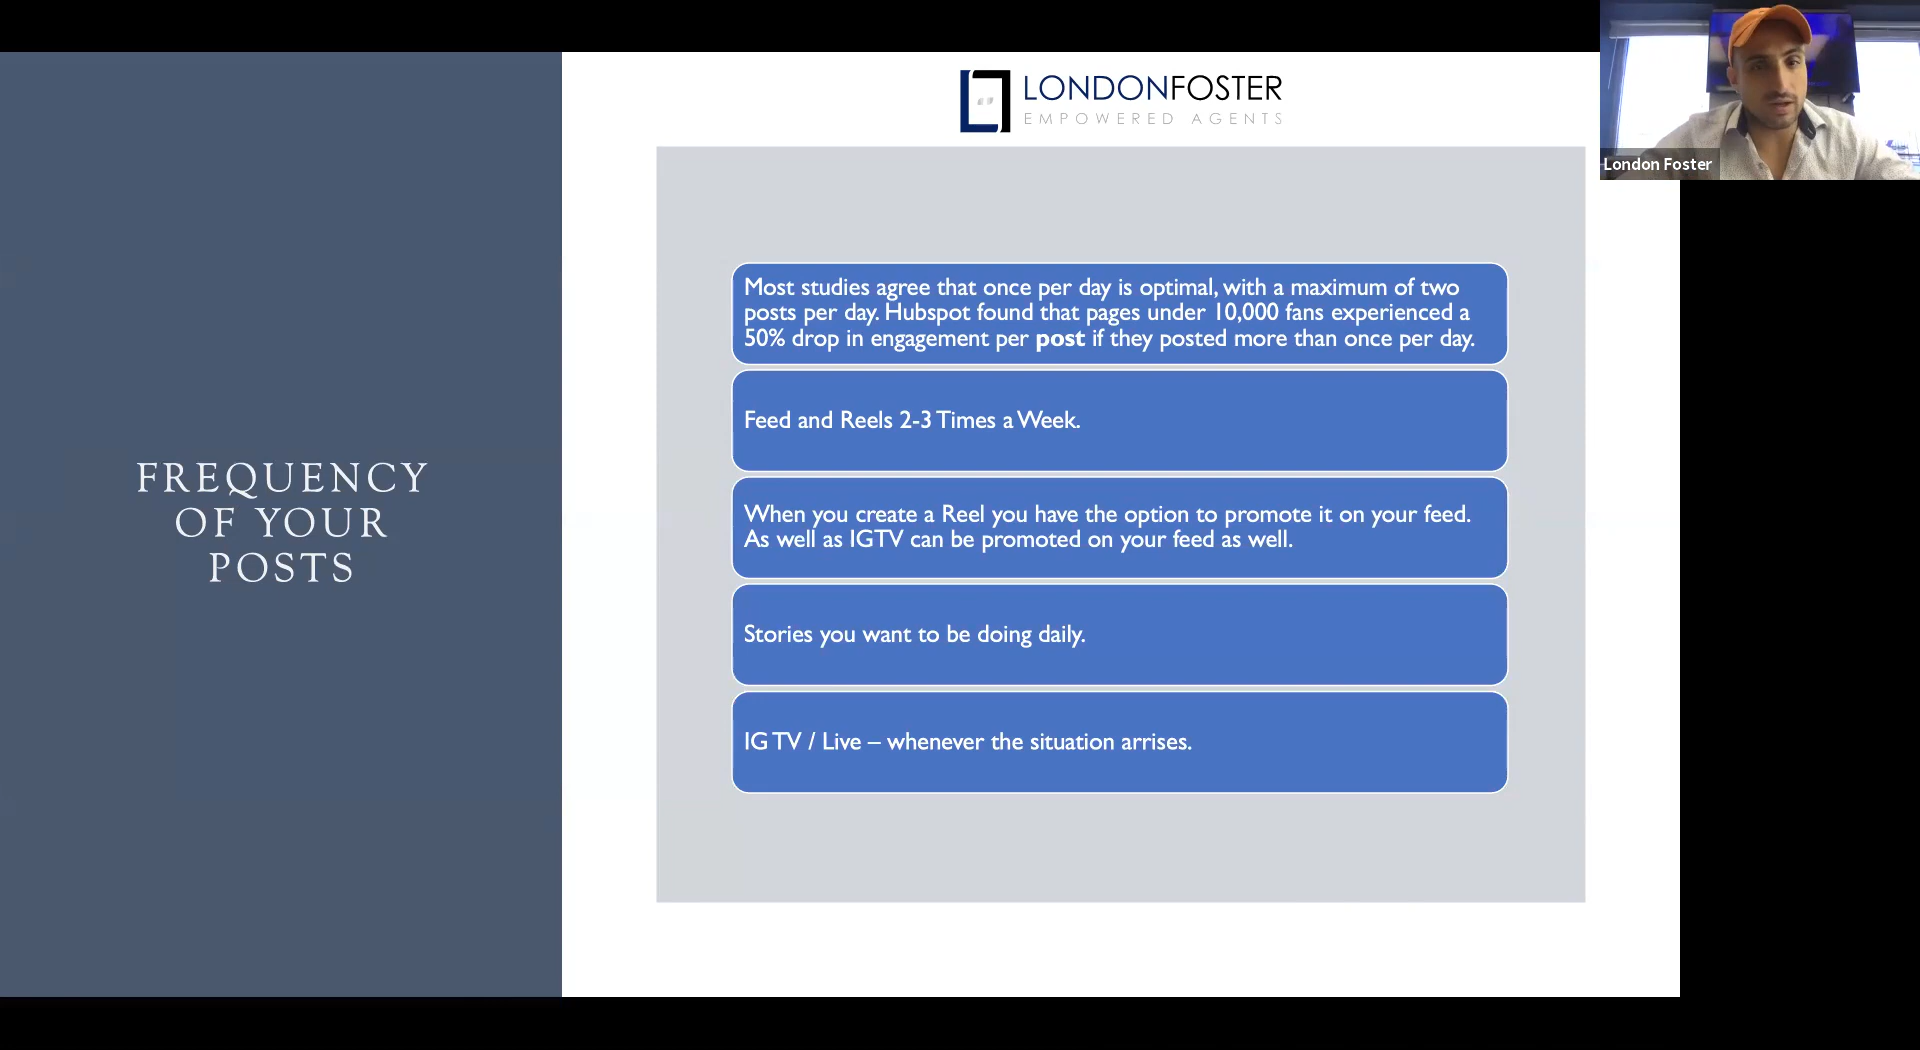 LONDONFOSTER
EMPOWERED AGENTS
London Foster
FREQUENCY
OF YOUR
POSTS
Most studies agree that once per day is optimal, with a maximum of two
posts per day. Hubspot found that pages under 10,000 fans experienced a
50% drop in engagement per post if they posted more than once per day.
Feed and Reels 2-3 Times a Week.
When you create a Reel you have the option to promote it on your feed.
As well as IGTV can be promoted on your feed as well.
Stories you want to be doing daily.
IG TV / Live – whenever the situation arrises.